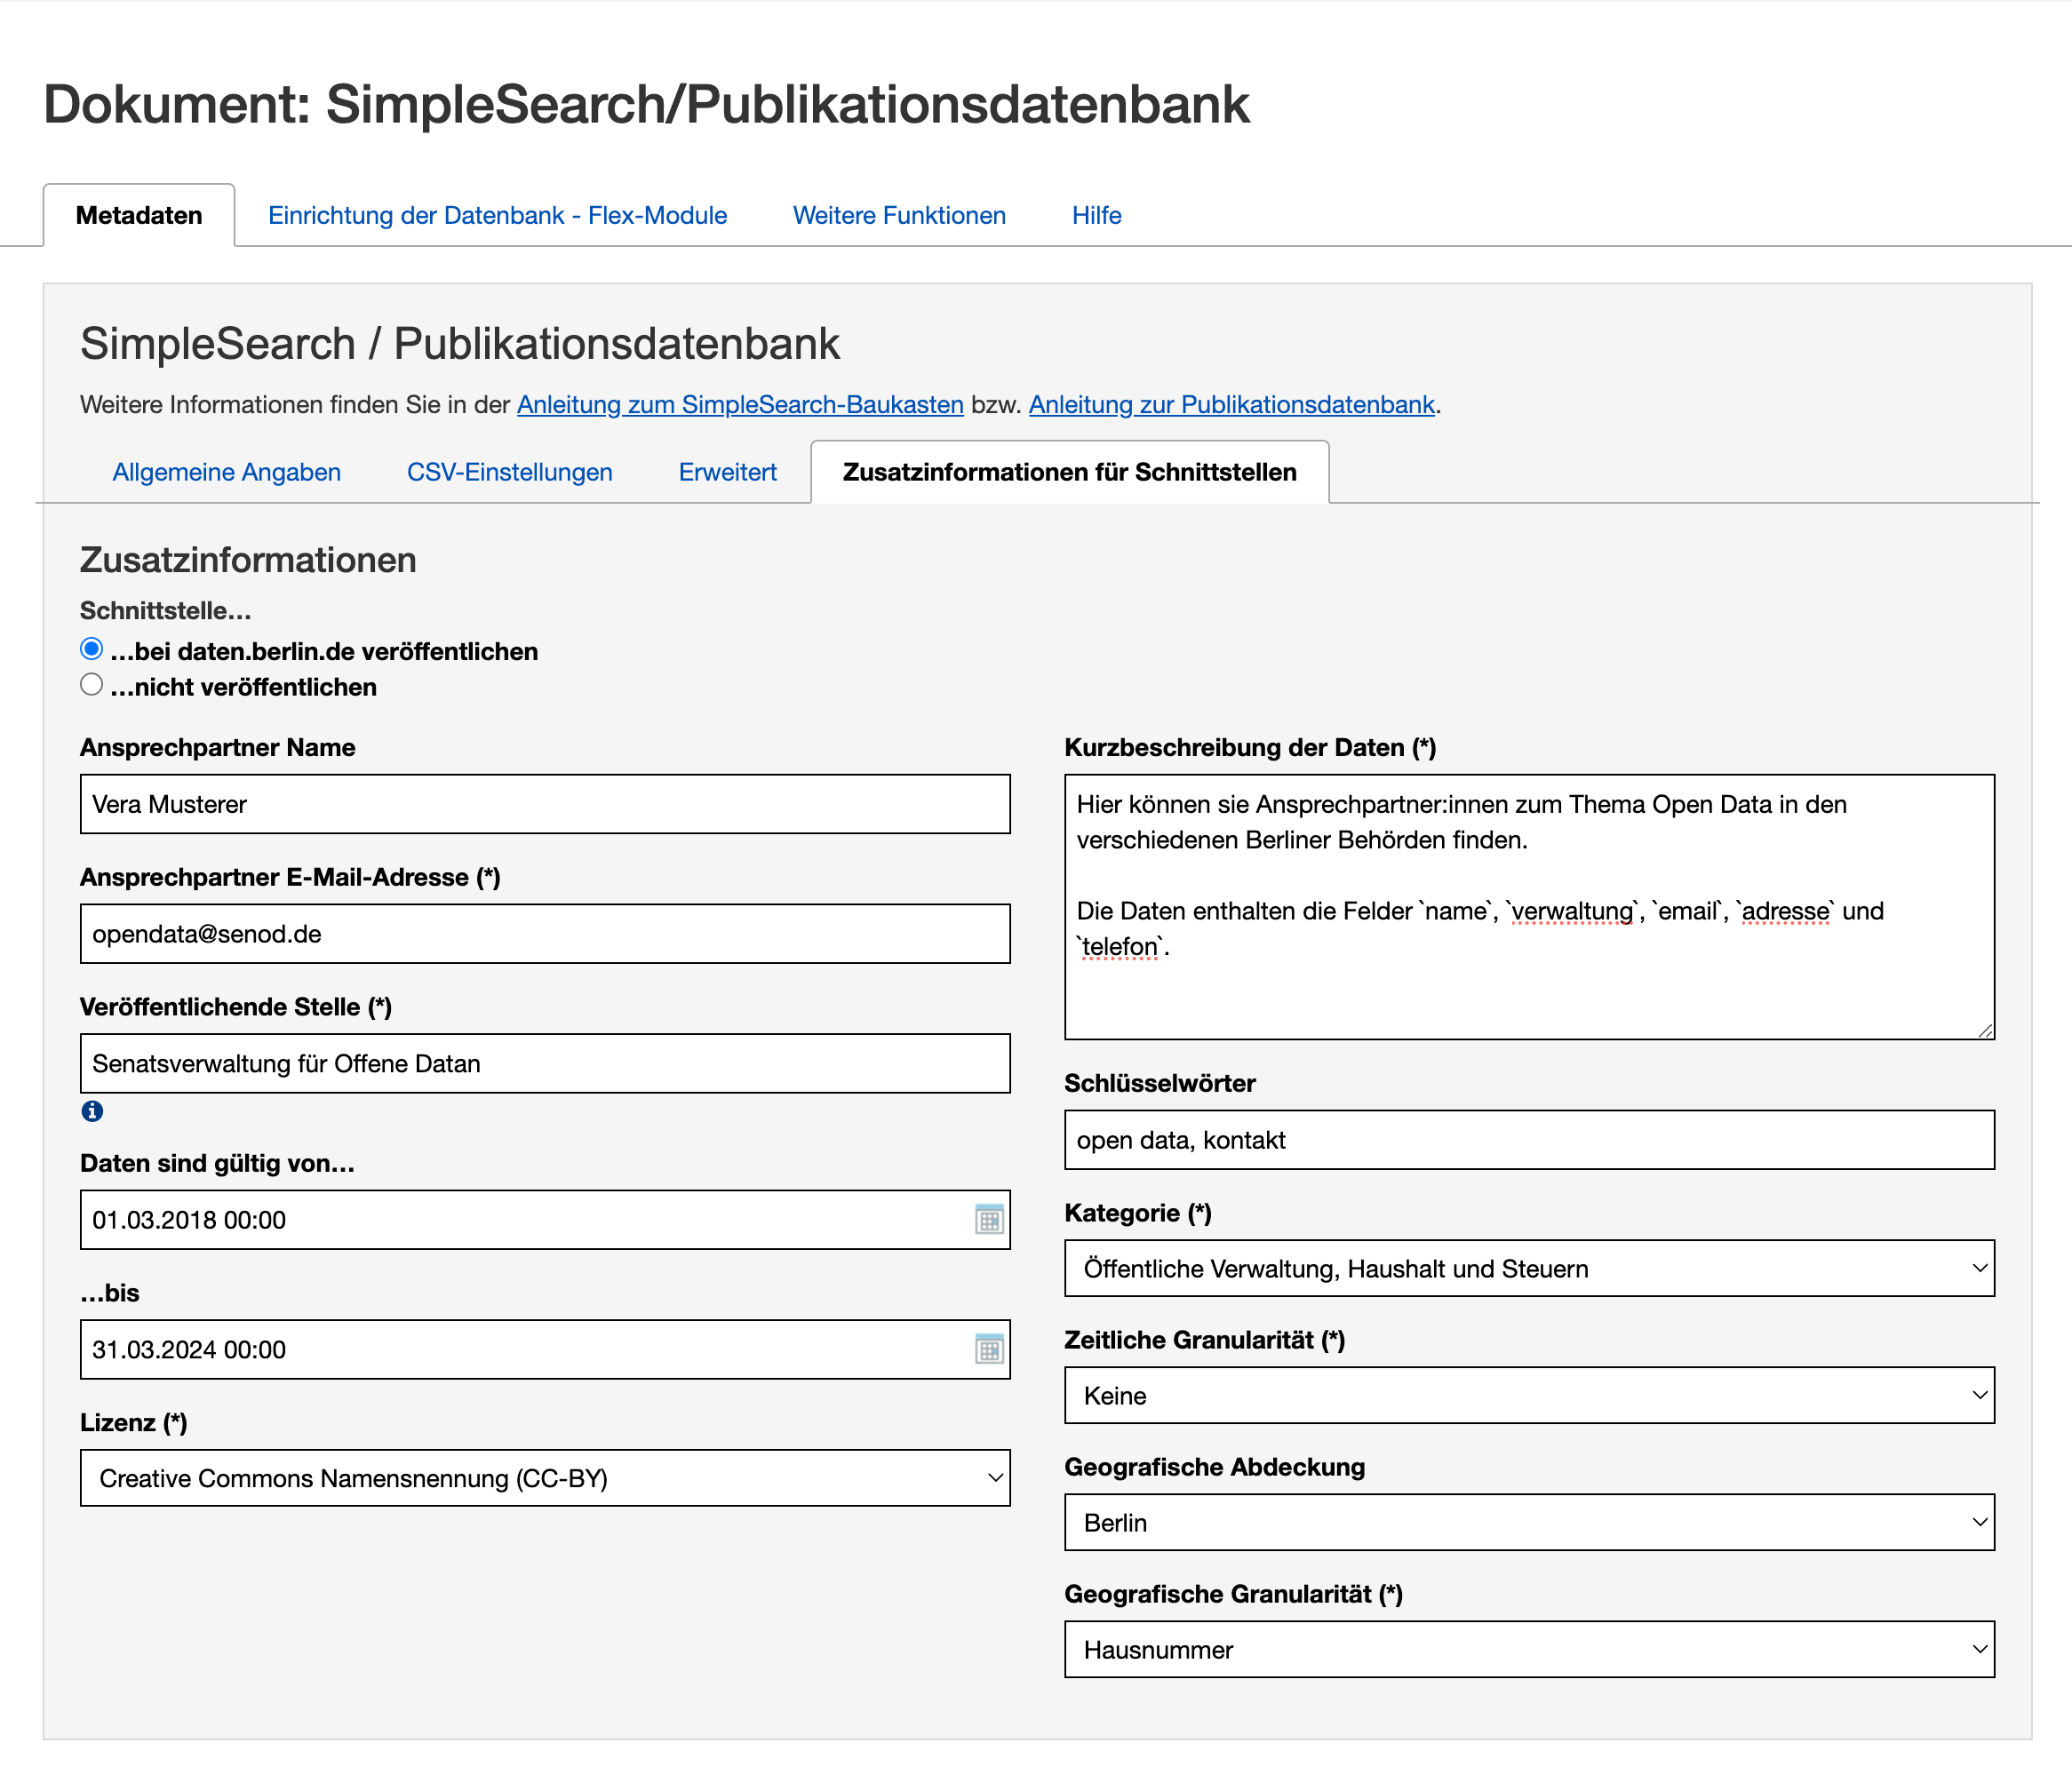 Dokument: SimpleSearch/Publikationsdatenbank
Metadaten
Einrichtung der Datenbank - Flex-Module
Weitere Funktionen
Hilfe
SimpleSearch / Publikationsdatenbank
Weitere Informationen finden Sie in der Anleitung zum SimpleSearch-Baukasten bzw. Anleitung zur Publikationsdatenbank.
Allgemeine Angaben
CSV-Einstellungen
Erweitert
Zusatzinformationen für Schnittstellen
Zusatzinformationen
Schnittstelle...
...bei daten.berlin.de veröffentlichen
...nicht veröffentlichen
Ansprechpartner Name
Vera Musterer
Ansprechpartner E-Mail-Adresse (*)
opendata@senod.de
Veröffentlichende Stelle (*)
Senatsverwaltung für Offene Datan
Daten sind gültig von...
01.03.2018 00:00
...bis
31.03.2024 00:00
Lizenz (*)
Creative Commons Namensnennung (CC-BY)
Kurzbeschreibung der Daten (*)
Hier können sie Ansprechpartner:innen zum Thema Open Data in den
verschiedenen Berliner Behörden finden.
Die Daten enthalten die Felder `name`, `verwaltung`, `email`, `adresse` und
`telefon`.
Schlüsselwörter
open data, kontakt
Kategorie (*)
Öffentliche Verwaltung, Haushalt und Steuern
Zeitliche Granularität (*)
Keine
Geografische Abdeckung
Berlin
Geografische Granularität (*)
Hausnummer